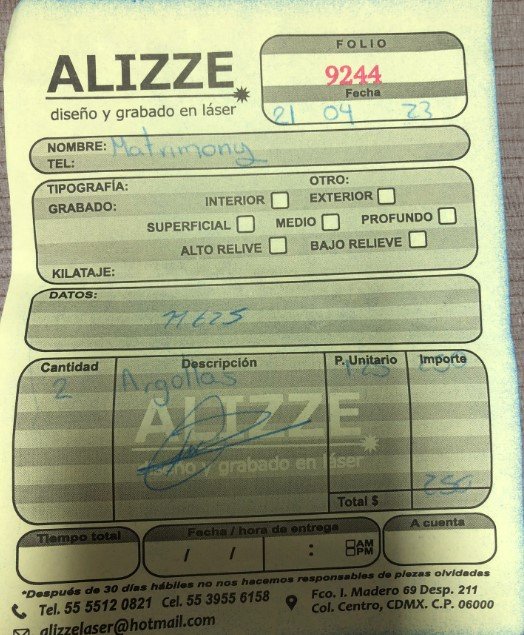 ALIZZE
diseño y grabado en láser
FOLIO
9244
Fecha
21 04 23
NOMBRE: Matrimony
TEL:
TIPOGRAFÍA: OTRO:
GRABADO: INTERIOR EXTERIOR
SUPERFICIAL MEDIO PROFUNDO
ALTO RELIVE BAJO RELIEVE
KILATAJE:
DATOS:
Cantidad Descripción P. Unitario Importe
2 Argollas 125 250
ALIZZE
diseño y grabado en láser
Total $ 250
Tiempo total Fecha / hora de entrega A cuenta
/ / : AM
PM
*Después de 30 días hábiles no nos hacemos responsables de piezas olvidadas
Tel. 55 5512 0821 Cel. 55 3955 6158 Fco. I. Madero 69 Desp. 211
Col. Centro, CDMX. C.P. 06000
alizzelaser@hotmail.com